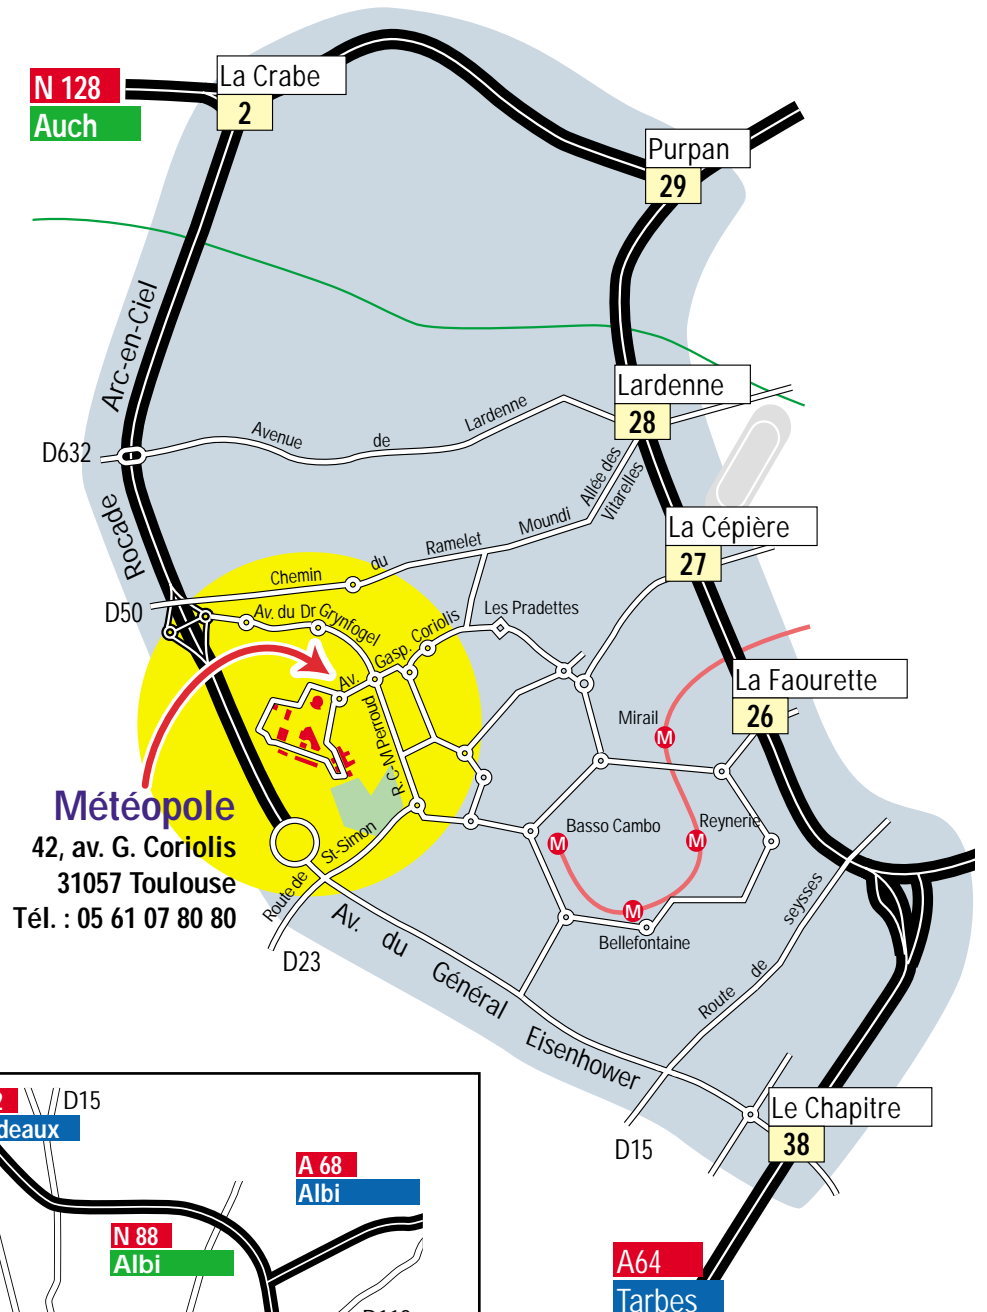 La Crabe
2
N 128
Auch
Purpan
29
Arc-en-Ciel
Rocade
Lardenne
28
D632
Avenue de Lardenne
Allée des
Vitarelles
La Cépière
27
Chemin du Ramelet Moundi
D50
Av. du Dr Grynfogel
Av. Gasp. Coriolis
Les Pradettes
R. C-M Perroud
La Faourette
26
Mirail
M
Météopole
42, av. G. Coriolis
31057 Toulouse
Tél. : 05 61 07 80 80
Basso Cambo
M
Reynerie
M
M
Bellefontaine
Route de St-Simon
D23
Av. du Général Eisenhower
Route de seysses
D15
Le Chapitre
38
A64
Tarbes
2
deaux
D15
A 68
Albi
N 88
Albi